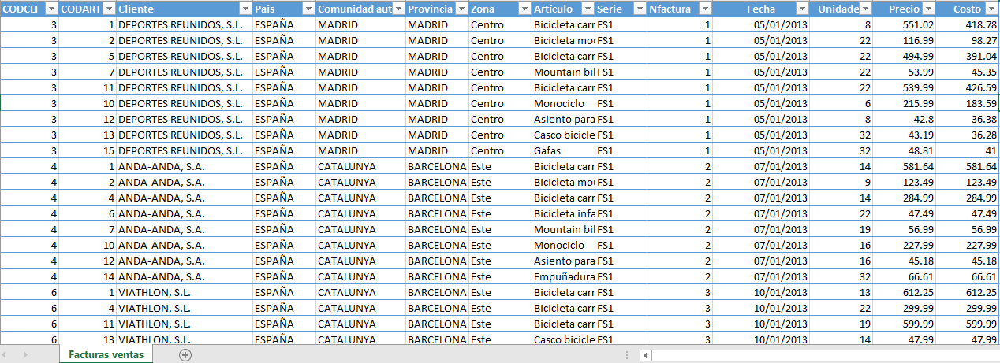 CODCLI CODART Cliente Pais Comunidad aut Provincia Zona Artículo Serie Nfactura Fecha Unidade Precio Costo
3 1 DEPORTES REUNIDOS, S.L. ESPAÑA MADRID MADRID Centro Bicicleta carr FS1 1 05/01/2013 8 551.02 418.78
3 2 DEPORTES REUNIDOS, S.L. ESPAÑA MADRID MADRID Centro Bicicleta mou FS1 1 05/01/2013 22 116.99 98.27
3 5 DEPORTES REUNIDOS, S.L. ESPAÑA MADRID MADRID Centro Bicicleta carr FS1 1 05/01/2013 22 494.99 391.04
3 7 DEPORTES REUNIDOS, S.L. ESPAÑA MADRID MADRID Centro Mountain bil FS1 1 05/01/2013 22 53.99 45.35
3 11 DEPORTES REUNIDOS, S.L. ESPAÑA MADRID MADRID Centro Bicicleta carr FS1 1 05/01/2013 22 539.99 426.59
3 10 DEPORTES REUNIDOS, S.L. ESPAÑA MADRID MADRID Centro Monociclo FS1 1 05/01/2013 6 215.99 183.59
3 12 DEPORTES REUNIDOS, S.L. ESPAÑA MADRID MADRID Centro Asiento para FS1 1 05/01/2013 8 42.8 36.38
3 13 DEPORTES REUNIDOS, S.L. ESPAÑA MADRID MADRID Centro Casco bicicle FS1 1 05/01/2013 32 43.19 36.28
3 15 DEPORTES REUNIDOS, S.L. ESPAÑA MADRID MADRID Centro Gafas FS1 1 05/01/2013 32 48.81 41
4 1 ANDA-ANDA, S.A. ESPAÑA CATALUNYA BARCELONA Este Bicicleta carr FS1 2 07/01/2013 14 581.64 581.64
4 2 ANDA-ANDA, S.A. ESPAÑA CATALUNYA BARCELONA Este Bicicleta mou FS1 2 07/01/2013 9 123.49 123.49
4 4 ANDA-ANDA, S.A. ESPAÑA CATALUNYA BARCELONA Este Bicicleta carr FS1 2 07/01/2013 14 284.99 284.99
4 6 ANDA-ANDA, S.A. ESPAÑA CATALUNYA BARCELONA Este Bicicleta infa FS1 2 07/01/2013 22 47.49 47.49
4 7 ANDA-ANDA, S.A. ESPAÑA CATALUNYA BARCELONA Este Mountain bil FS1 2 07/01/2013 19 56.99 56.99
4 10 ANDA-ANDA, S.A. ESPAÑA CATALUNYA BARCELONA Este Monociclo FS1 2 07/01/2013 16 227.99 227.99
4 12 ANDA-ANDA, S.A. ESPAÑA CATALUNYA BARCELONA Este Asiento para FS1 2 07/01/2013 16 45.18 45.18
4 14 ANDA-ANDA, S.A. ESPAÑA CATALUNYA BARCELONA Este Empuñadura FS1 2 07/01/2013 32 66.61 66.61
6 1 VIATHLON, S.L. ESPAÑA CATALUNYA BARCELONA Este Bicicleta carr FS1 3 10/01/2013 13 612.25 612.25
6 4 VIATHLON, S.L. ESPAÑA CATALUNYA BARCELONA Este Bicicleta carr FS1 3 10/01/2013 22 299.99 299.99
6 11 VIATHLON, S.L. ESPAÑA CATALUNYA BARCELONA Este Bicicleta carr FS1 3 10/01/2013 19 599.99 599.99
6 13 VIATHLON, S.L. ESPAÑA CATALUNYA BARCELONA Este Casco bicicle FS1 3 10/01/2013 14 47.99 47.99
Facturas ventas